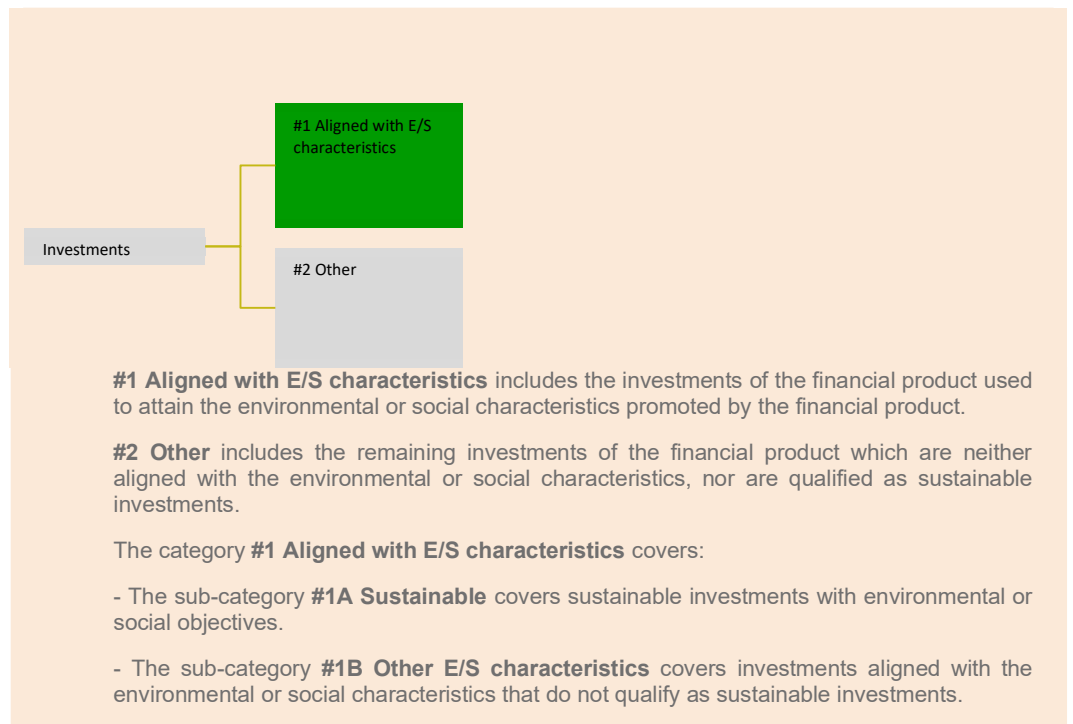 #1 Aligned with E/S
characteristics
Investments
#2 Other
#1 Aligned with E/S characteristics includes the investments of the financial product used
to attain the environmental or social characteristics promoted by the financial product.
#2 Other includes the remaining investments of the financial product which are neither
aligned with the environmental or social characteristics, nor are qualified as sustainable
investments.
The category #1 Aligned with E/S characteristics covers:
- The sub-category #1A Sustainable covers sustainable investments with environmental or
social objectives.
- The sub-category #1B Other E/S characteristics covers investments aligned with the
environmental or social characteristics that do not qualify as sustainable investments.